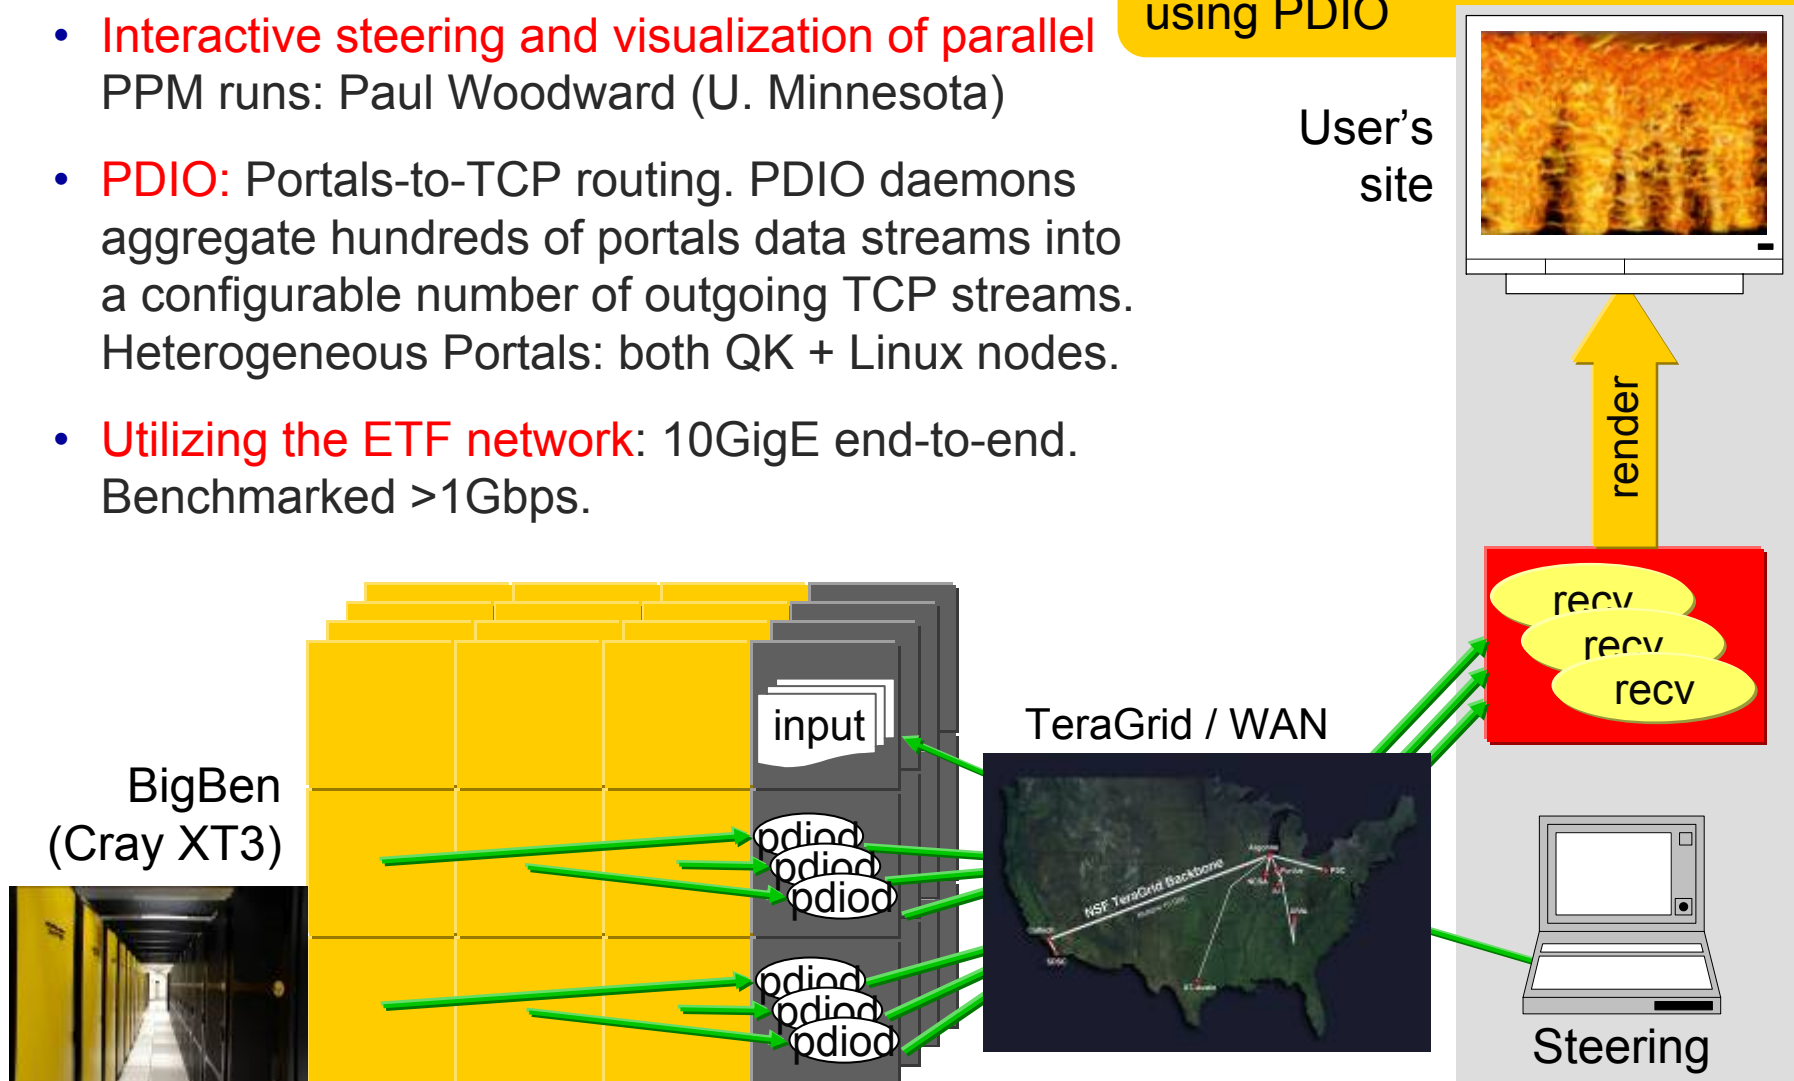 using PDIO
• Interactive steering and visualization of parallel
PPM runs: Paul Woodward (U. Minnesota)
• PDIO: Portals-to-TCP routing. PDIO daemons
aggregate hundreds of portals data streams into
a configurable number of outgoing TCP streams.
Heterogeneous Portals: both QK + Linux nodes.
• Utilizing the ETF network: 10GigE end-to-end.
Benchmarked >1Gbps.
User's
site
render
recv
recv
recv
input
TeraGrid / WAN
BigBen
(Cray XT3)
pdiod
pdiod
pdiod
pdiod
pdiod
pdiod
NSF TeraGrid Backbone
Argonne
PSC
SDSC
Steering